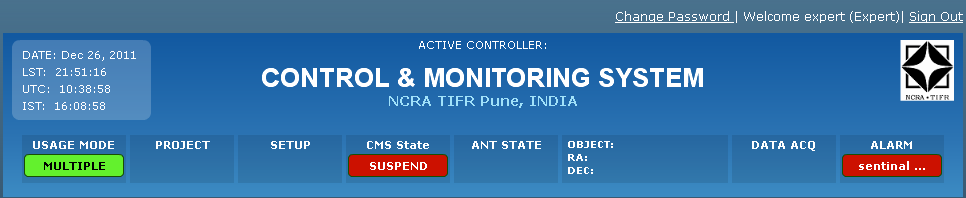 Change Password | Welcome expert (Expert)| Sign Out
DATE: Dec 26, 2011
LST: 21:51:16
UTC: 10:38:58
IST: 16:08:58
ACTIVE CONTROLLER:
CONTROL & MONITORING SYSTEM
NCRA TIFR Pune, INDIA
NCRA•TIFR
USAGE MODE
MULTIPLE
PROJECT
SETUP
CMS State
SUSPEND
ANT STATE
OBJECT:
RA:
DEC:
DATA ACQ
ALARM
sentinal ...